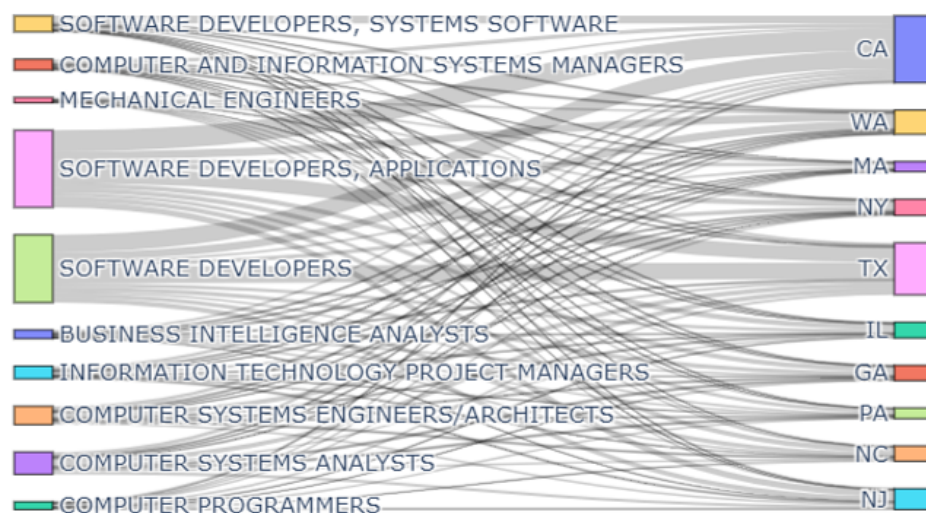 SOFTWARE DEVELOPERS, SYSTEMS SOFTWARE
COMPUTER AND INFORMATION SYSTEMS MANAGERS
MECHANICAL ENGINEERS
SOFTWARE DEVELOPERS, APPLICATIONS
SOFTWARE DEVELOPERS
BUSINESS INTELLIGENCE ANALYSTS
INFORMATION TECHNOLOGY PROJECT MANAGERS
COMPUTER SYSTEMS ENGINEERS/ARCHITECTS
COMPUTER SYSTEMS ANALYSTS
COMPUTER PROGRAMMERS
CA
WA
MA
NY
TX
IL
GA
PA
NC
NJ